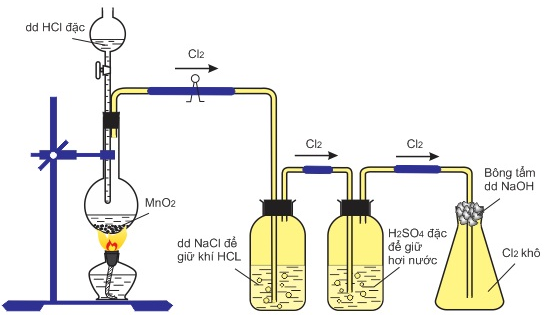 dd HCl đặc
Cl2
MnO2
dd NaCl để
giữ khí HCL
Cl2
H2SO4 đặc
để giữ
hơi nước
Cl2
Bông tẩm
dd NaOH
Cl2 khô